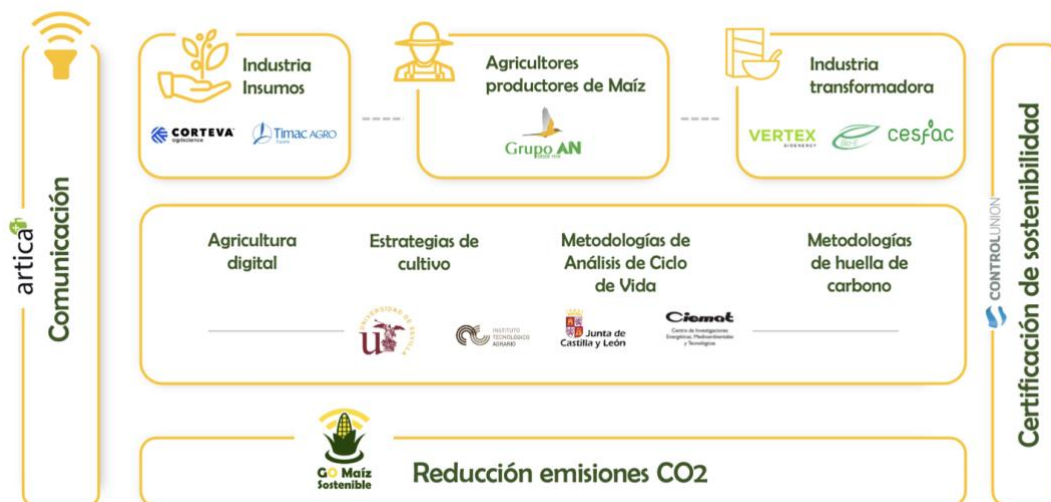 Industria
Insumos
CORTEVA
agriscience
Timac AGRO
Agricultores
productores de Maíz
Grupo AN
Industria
transformadora
VERTEX
BIOENERGY
cesfac
artica
Comunicación
Agricultura
digital
Estrategias de
cultivo
Metodologías de
Análisis de Ciclo
de Vida
Metodologías
de huella de
carbono
UNIVERSIDAD DE SEVILLA
INSTITUTO
TECNOLÓGICO
AGRARIO
Junta de
Castilla y León
Ciemat
Centro de Investigaciones
Energéticas, Medioambientales
y Tecnológicas
CONTROLUNION
Certificación de sostenibilidad
GO Maíz
Sostenible
Reducción emisiones CO2